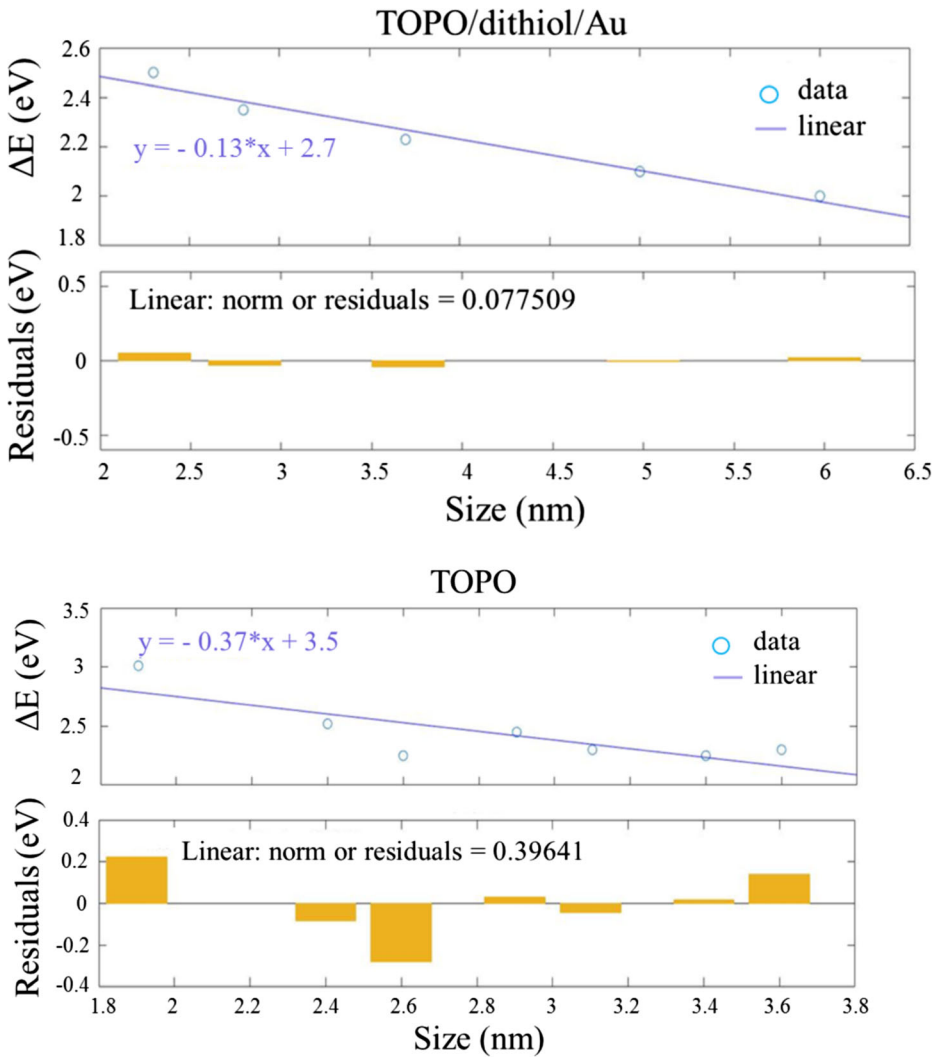 TOPO/dithiol/Au
2.6
2.4
2.2
2
1.8
ΔE (eV)
data
linear
y = - 0.13*x + 2.7
0.5
0
-0.5
Residuals (eV)
Linear: norm or residuals = 0.077509
2 2.5 3 3.5 4 4.5 5 5.5 6 6.5
Size (nm)
TOPO
3.5
3
2.5
2
ΔE (eV)
y = - 0.37*x + 3.5
data
linear
0.4
0.2
0
-0.2
-0.4
Residuals (eV)
Linear: norm or residuals = 0.39641
1.8 2 2.4 2.6 2.8 3.2 3.4 3.6 3.8
Size (nm)